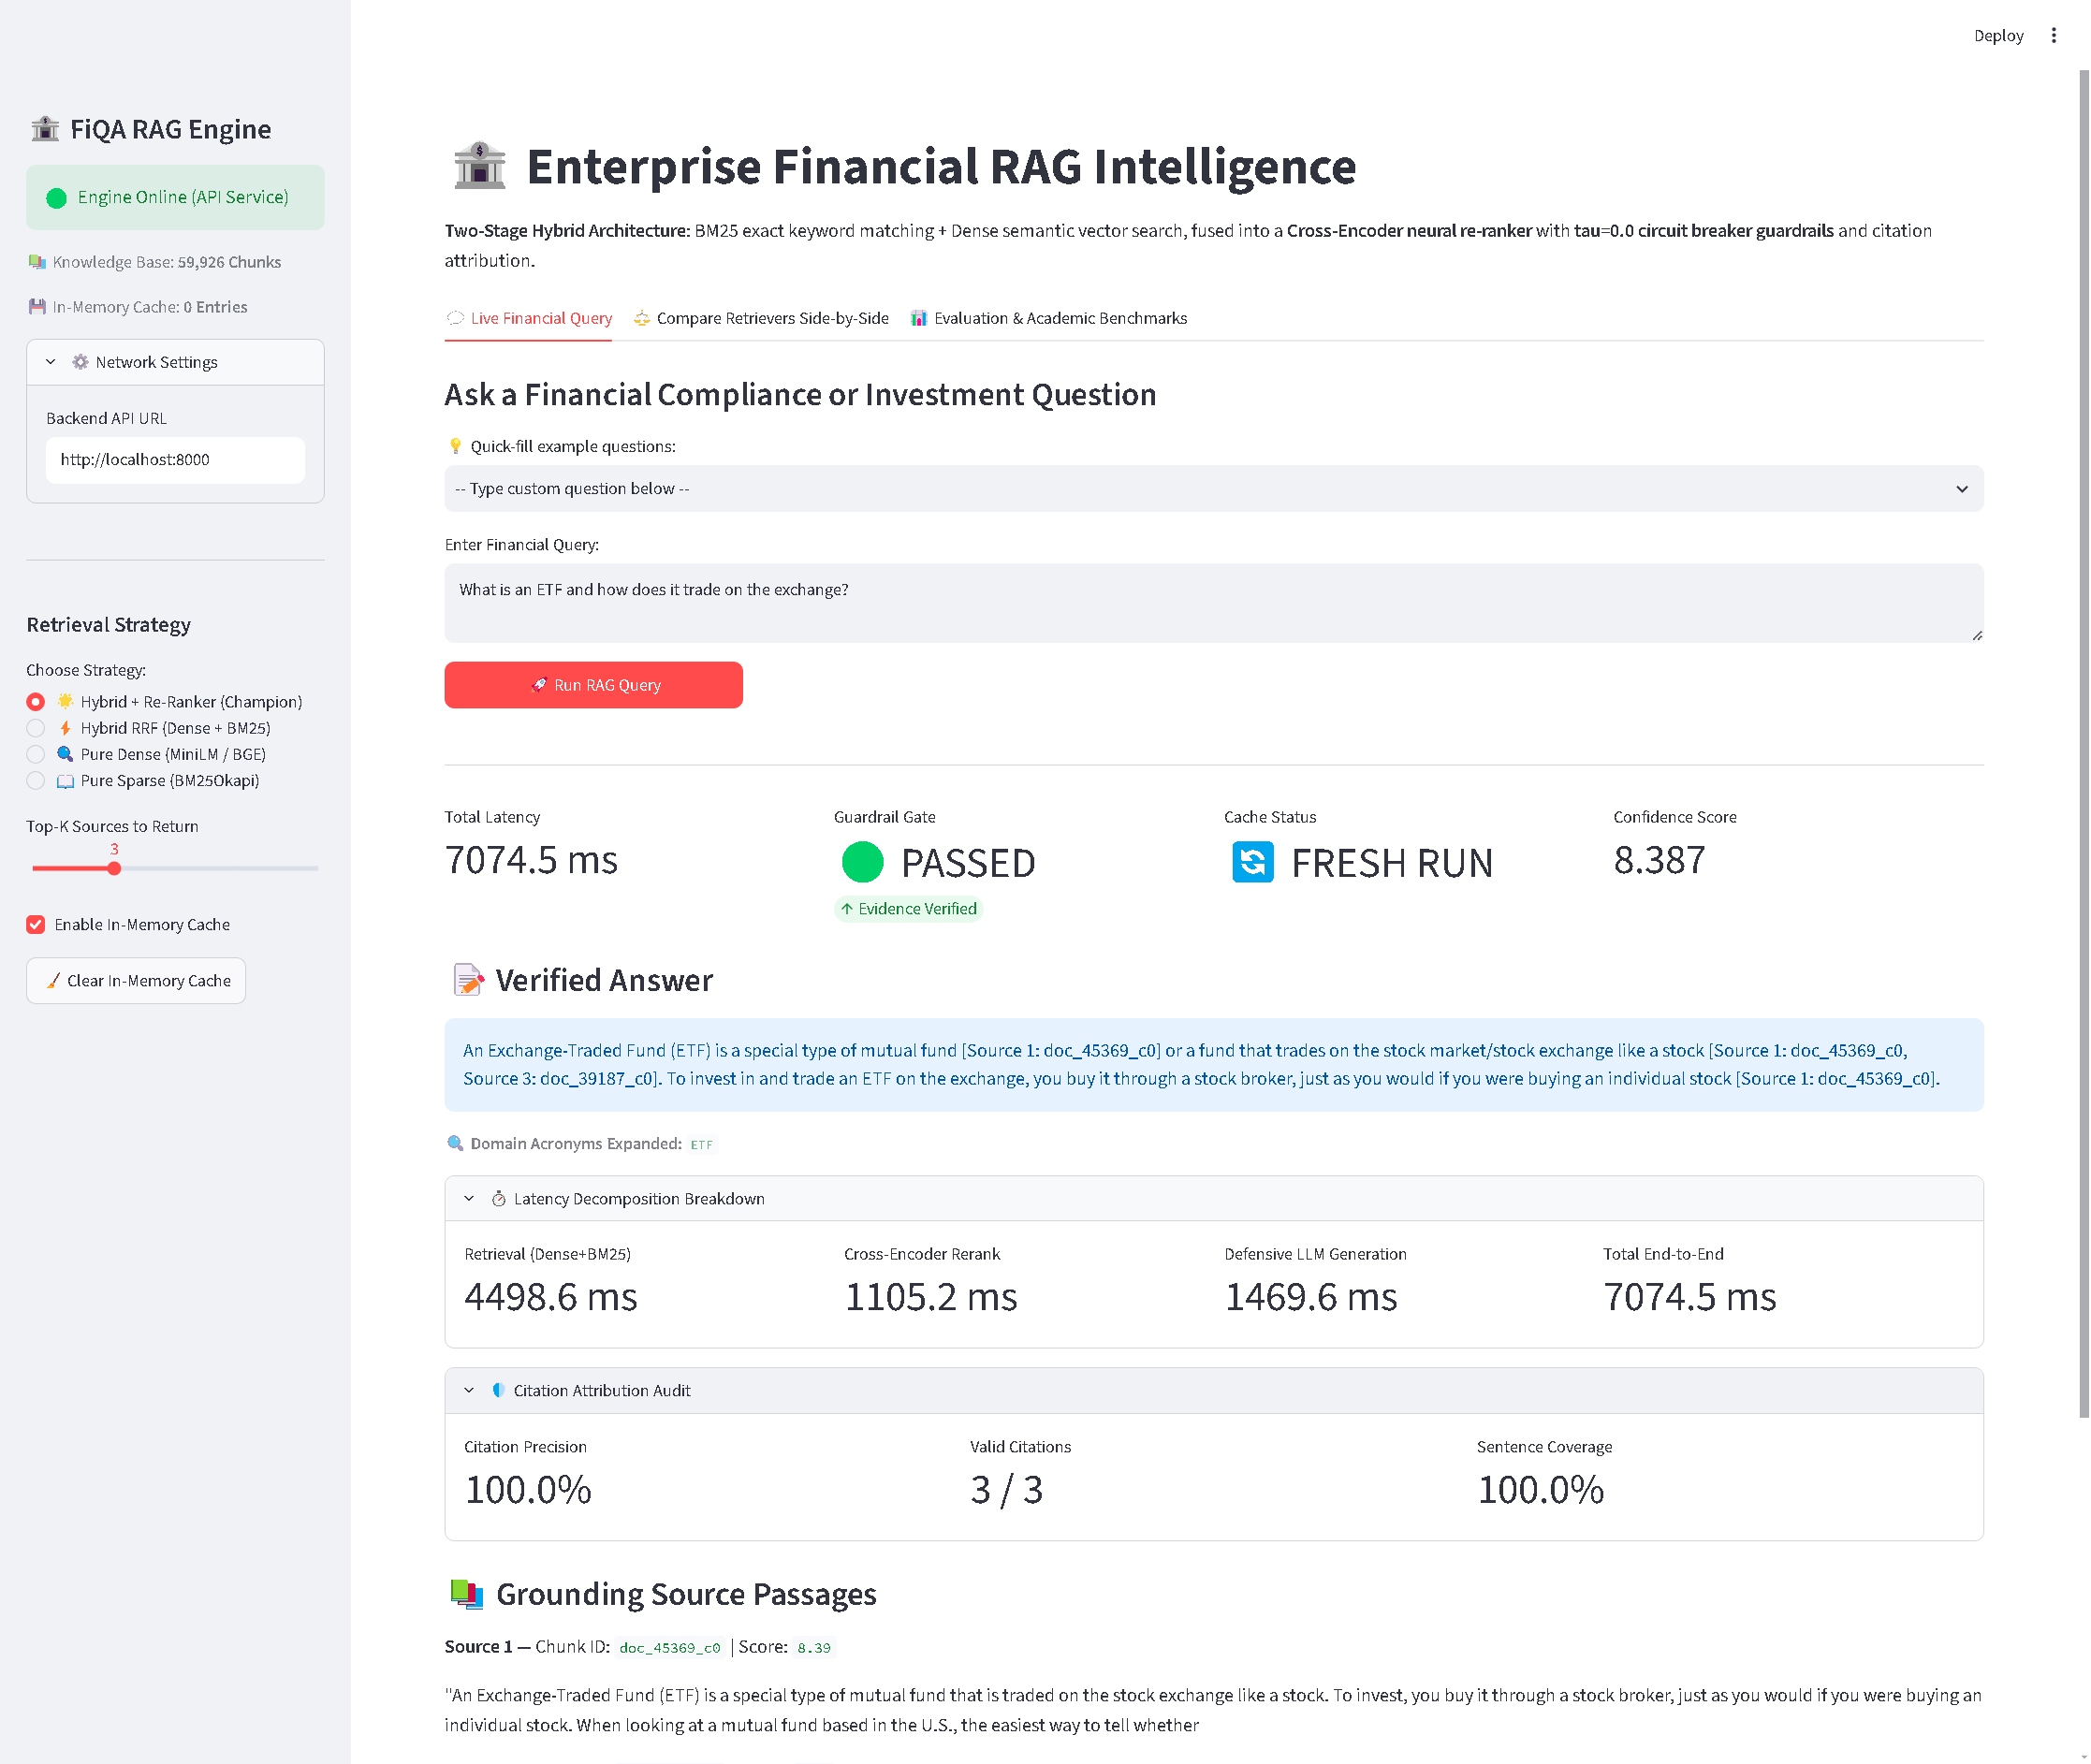 Deploy
FiQA RAG Engine
Engine Online (API Service)
Knowledge Base: 59,926 Chunks
In-Memory Cache: 0 Entries
Network Settings
Backend API URL
http://localhost:8000
Retrieval Strategy
Choose Strategy:
Hybrid + Re-Ranker (Champion)
Hybrid RRF (Dense + BM25)
Pure Dense (MiniLM / BGE)
Pure Sparse (BM25Okapi)
Top-K Sources to Return
3
Enable In-Memory Cache
Clear In-Memory Cache
Enterprise Financial RAG Intelligence
Two-Stage Hybrid Architecture: BM25 exact keyword matching + Dense semantic vector search, fused into a Cross-Encoder neural re-ranker with tau=0.0 circuit breaker guardrails and citation
attribution.
Live Financial Query Compare Retrievers Side-by-Side Evaluation & Academic Benchmarks
Ask a Financial Compliance or Investment Question
Quick-fill example questions:
-- Type custom question below --
Enter Financial Query:
What is an ETF and how does it trade on the exchange?
Run RAG Query
Total Latency Guardrail Gate Cache Status Confidence Score
7074.5 ms PASSED FRESH RUN 8.387
↑ Evidence Verified
Verified Answer
An Exchange-Traded Fund (ETF) is a special type of mutual fund [Source 1: doc_45369_c0] or a fund that trades on the stock market/stock exchange like a stock [Source 1: doc_45369_c0,
Source 3: doc_39187_c0]. To invest in and trade an ETF on the exchange, you buy it through a stock broker, just as you would if you were buying an individual stock [Source 1: doc_45369_c0].
Domain Acronyms Expanded: ETF
Latency Decomposition Breakdown
Retrieval (Dense+BM25) Cross-Encoder Rerank Defensive LLM Generation Total End-to-End
4498.6 ms 1105.2 ms 1469.6 ms 7074.5 ms
Citation Attribution Audit
Citation Precision Valid Citations Sentence Coverage
100.0% 3 / 3 100.0%
Grounding Source Passages
Source 1 — Chunk ID: doc_45369_c0 | Score: 8.39
"An Exchange-Traded Fund (ETF) is a special type of mutual fund that is traded on the stock exchange like a stock. To invest, you buy it through a stock broker, just as you would if you were buying an
individual stock. When looking at a mutual fund based in the U.S., the easiest way to tell whether